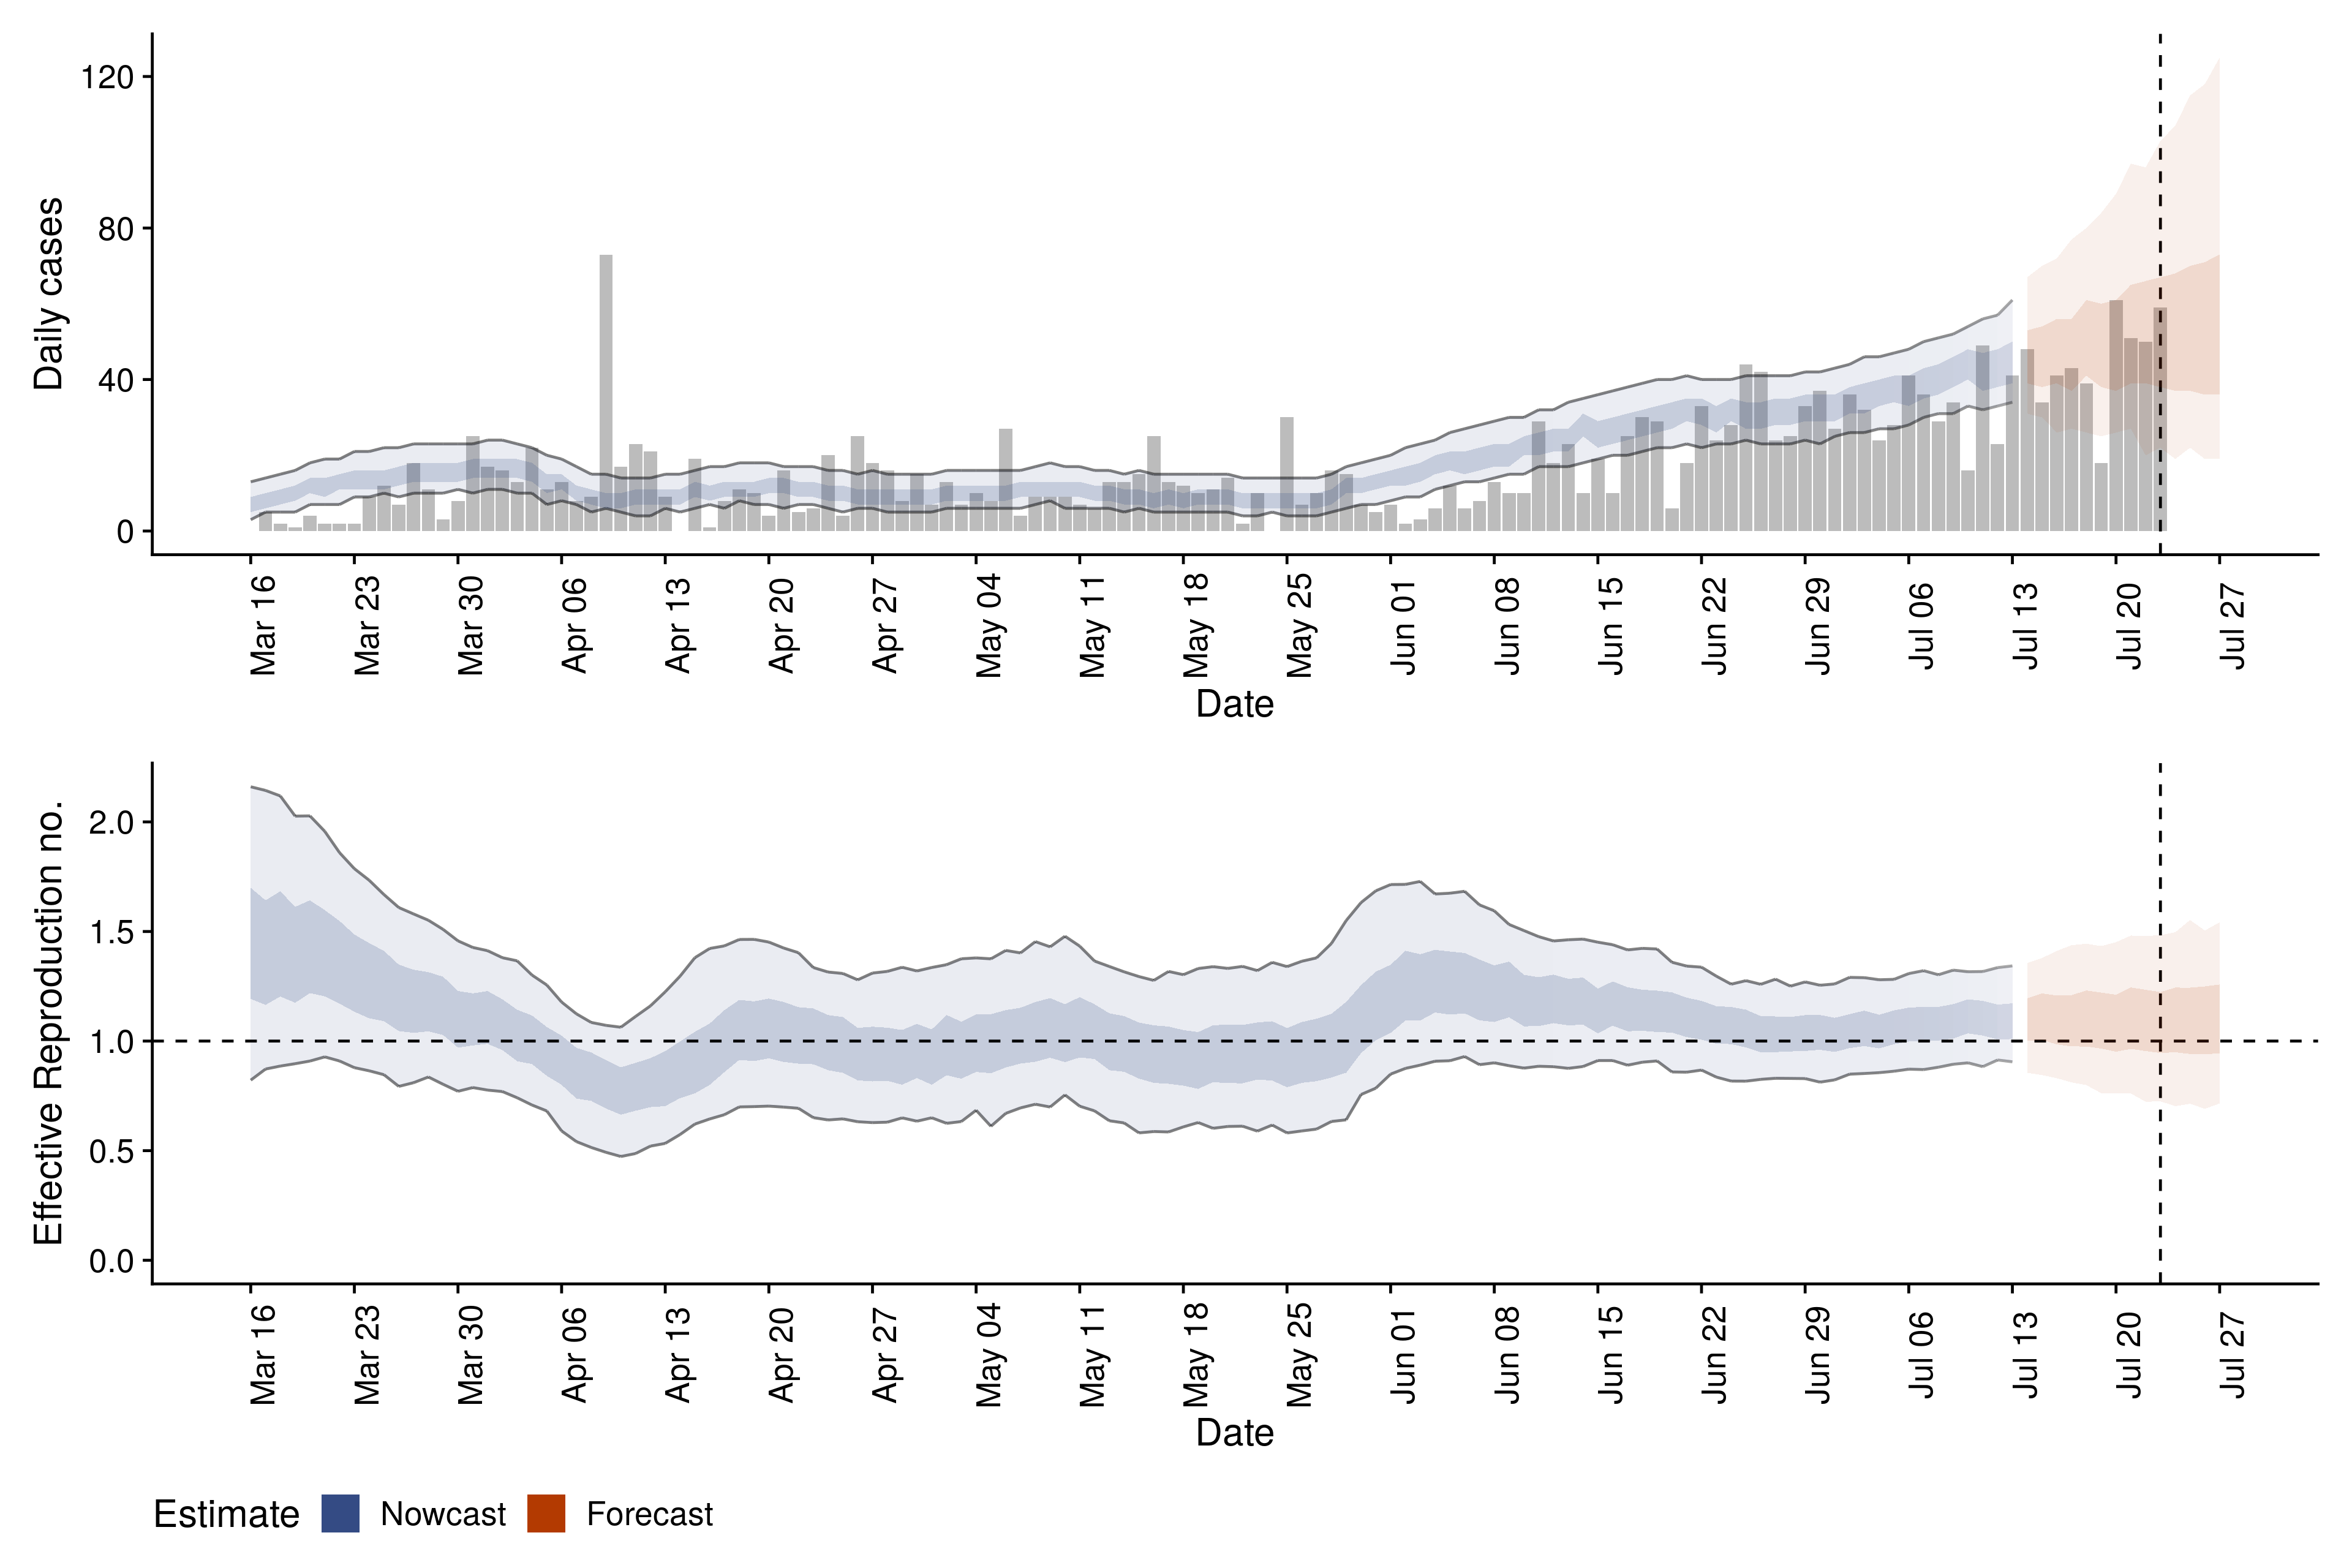 Daily cases
120
80
40
0
Mar 16
Mar 23
Mar 30
Apr 06
Apr 13
Apr 20
Apr 27
May 04
May 11
May 18
May 25
Jun 01
Jun 08
Jun 15
Jun 22
Jun 29
Jul 06
Jul 13
Jul 20
Jul 27
Date
Effective Reproduction no.
2.0
1.5
1.0
0.5
0.0
Mar 16
Mar 23
Mar 30
Apr 06
Apr 13
Apr 20
Apr 27
May 04
May 11
May 18
May 25
Jun 01
Jun 08
Jun 15
Jun 22
Jun 29
Jul 06
Jul 13
Jul 20
Jul 27
Date
Estimate Nowcast Forecast